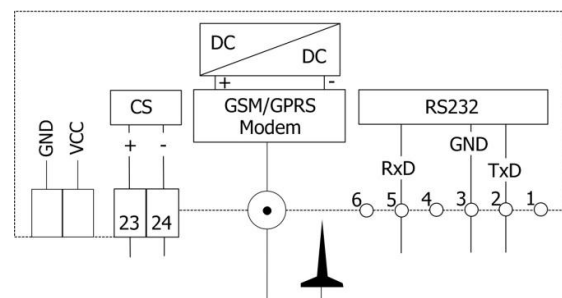 DC
DC
+ -
CS
GSM/GPRS
Modem
RS232
GND
VCC
+ -
GND
RxD
TxD
6 5 4 3 2 1
23 24